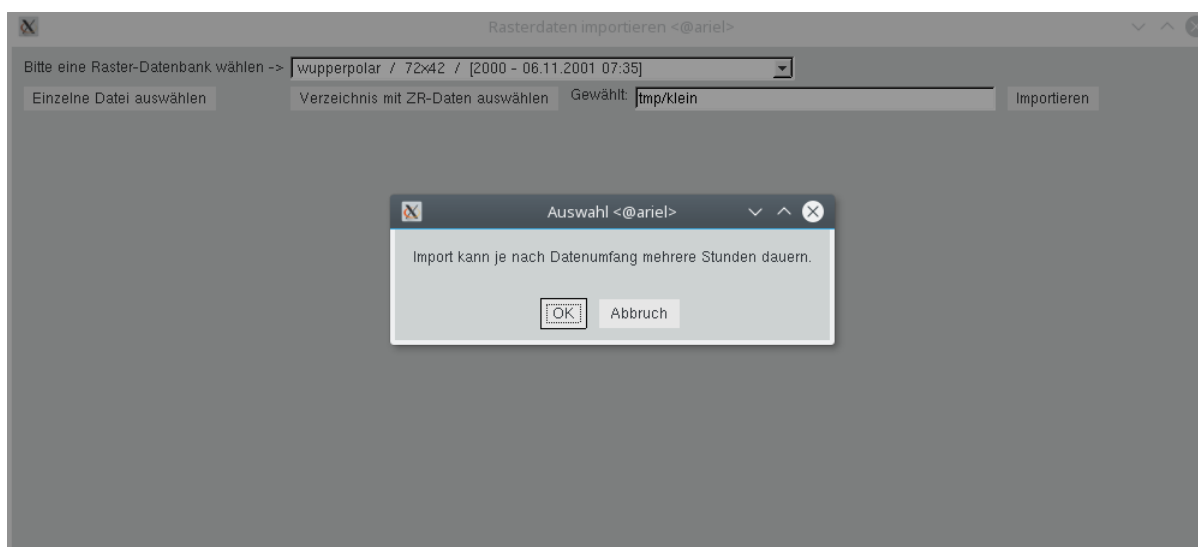 Rasterdaten importieren <@ariel>
Bitte eine Raster-Datenbank wählen -> wupperpolar / 72x42 / [2000 - 06.11.2001 07:35]
Einzelne Datei auswählen Verzeichnis mit ZR-Daten auswählen Gewählt: tmp/klein Importieren
Auswahl <@ariel>
Import kann je nach Datenumfang mehrere Stunden dauern.
OK Abbruch